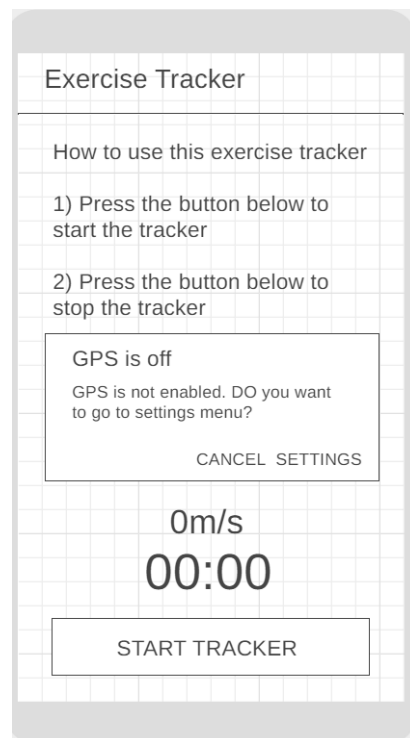 Exercise Tracker
How to use this exercise tracker
1) Press the button below to
start the tracker
2) Press the button below to
stop the tracker
GPS is off
GPS is not enabled. DO you want
to go to settings menu?
CANCEL SETTINGS
0m/s
00:00
START TRACKER